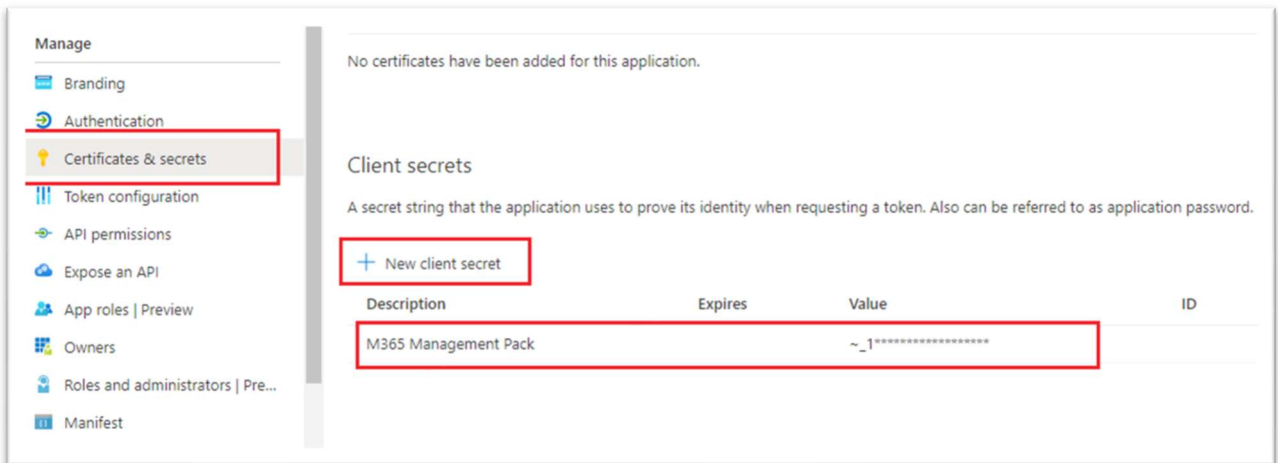 Manage
Branding
Authentication
Certificates & secrets
Token configuration
API permissions
Expose an API
App roles | Preview
Owners
Roles and administrators | Pre...
Manifest
No certificates have been added for this application.
Client secrets
A secret string that the application uses to prove its identity when requesting a token. Also can be referred to as application password.
New client secret
Description Expires Value ID
M365 Management Pack ~_1******************